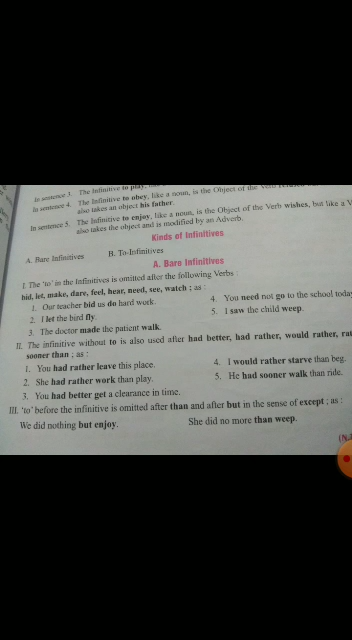 In sentence 3. The Infinitive to play,
In sentence 4. The Infinitive to obey, like a noun, is the Object of the Verb
also takes an object his father.
In sentence 5. The Infinitive to enjoy, like a noun, is the Object of the Verb wishes, but like a V
also takes the object and is modified by an Adverb.
Kinds of Infinitives
A. Bare Infinitives B. To-Infinitives
A. Bare Infinitives
I. The 'to' in the Infinitives is omitted after the following Verbs :
bid, let, make, dare, feel, hear, need, see, watch ; as :
1. Our teacher bid us do hard work. 4. You need not go to the school today
2. I let the bird fly. 5. I saw the child weep.
3. The doctor made the patient walk.
II. The infinitive without to is also used after had better, had rather, would rather, rat
sooner than ; as :
1. You had rather leave this place. 4. I would rather starve than beg.
2. She had rather work than play. 5. He had sooner walk than ride.
3. You had better get a clearance in time.
III. 'to' before the infinitive is omitted after than and after but in the sense of except ; as :
We did nothing but enjoy. She did no more than weep.